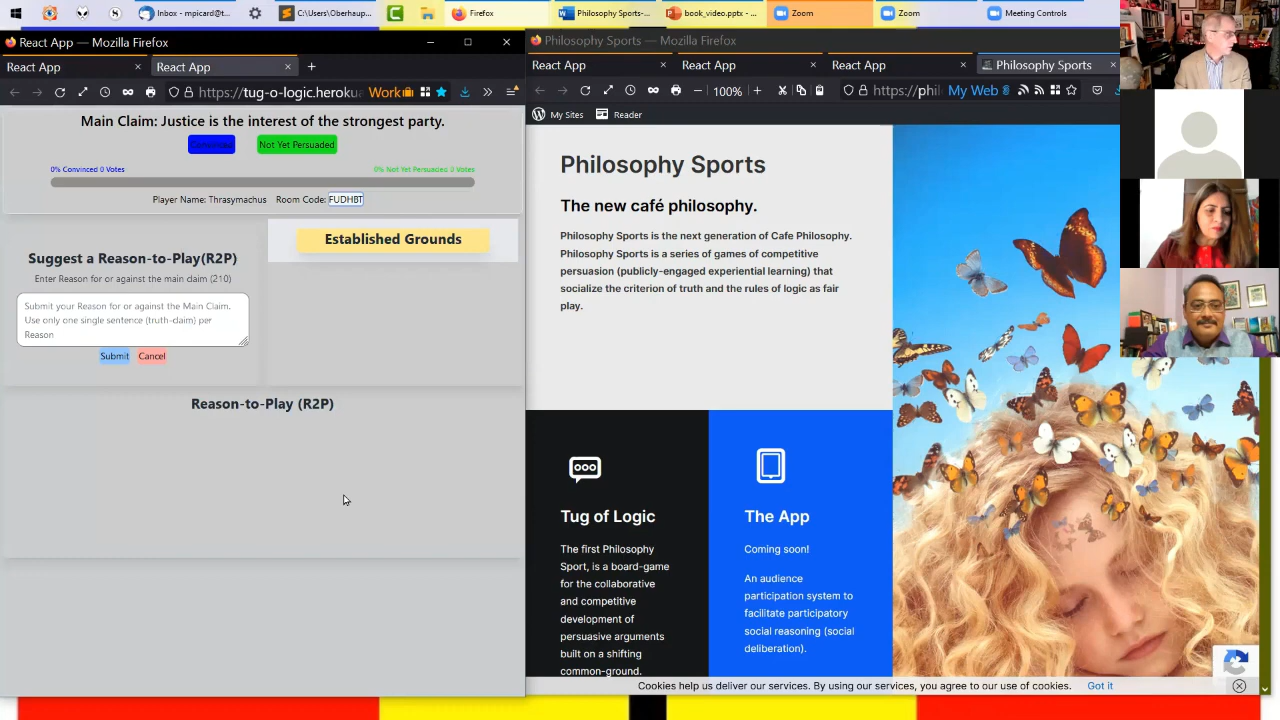 Inbox - mpicard@t...
C:\Users\Oberhaup...
Firefox
Philosophy Sports-...
book_video.pptx - ...
Zoom
Zoom
Meeting Controls
React App — Mozilla Firefox
React App
React App
https://tug-o-logic.heroku
Work
Main Claim: Justice is the interest of the strongest party.
Convinced
Not Yet Persuaded
0% Convinced 0 Votes
0% Not Yet Persuaded 0 Votes
Player Name: Thrasymachus Room Code: FUDHBT
Suggest a Reason-to-Play(R2P)
Enter Reason for or against the main claim (210)
Submit your Reason for or against the Main Claim.
Use only one single sentence (truth-claim) per
Reason
Submit
Cancel
Established Grounds
Reason-to-Play (R2P)
Philosophy Sports — Mozilla Firefox
React App
React App
React App
Philosophy Sports
100%
https://phil
My Web
My Sites
Reader
Philosophy Sports
The new café philosophy.
Philosophy Sports is the next generation of Cafe Philosophy.
Philosophy Sports is a series of games of competitive
persuasion (publicly-engaged experiential learning) that
socialize the criterion of truth and the rules of logic as fair
play.
Tug of Logic
The first Philosophy
Sport, is a board-game
for the collaborative
and competitive
development of
persuasive arguments
built on a shifting
common-ground.
The App
Coming soon!
An audience
participation system to
facilitate participatory
social reasoning (social
deliberation).
Cookies help us deliver our services. By using our services, you agree to our use of cookies.
Got it